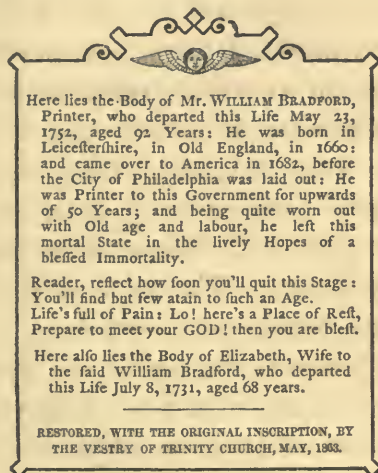 Here lies the Body of Mr. WILLIAM BRADFORD,
Printer, who departed this Life May 23,
1752, aged 92 Years: He was born in
Leiceſterſhire, in Old England, in 1660:
and came over to America in 1682, before
the City of Philadelphia was laid out: He
was Printer to this Government for upwards
of 50 Years; and being quite worn out
with Old age and labour, he left this
mortal State in the lively Hopes of a
bleſſed Immortality.
Reader, reflect how ſoon you'll quit this Stage:
You'll find but few atain to ſuch an Age.
Life's full of Pain: Lo! here's a Place of Reſt,
Prepare to meet your GOD! then you are bleſt.
Here alſo lies the Body of Elizabeth, Wife to
the ſaid William Bradford, who departed
this Life July 8, 1731, aged 68 years.
RESTORED, WITH THE ORIGINAL INSCRIPTION, BY
THE VESTRY OF TRINITY CHURCH, MAY, 1863.